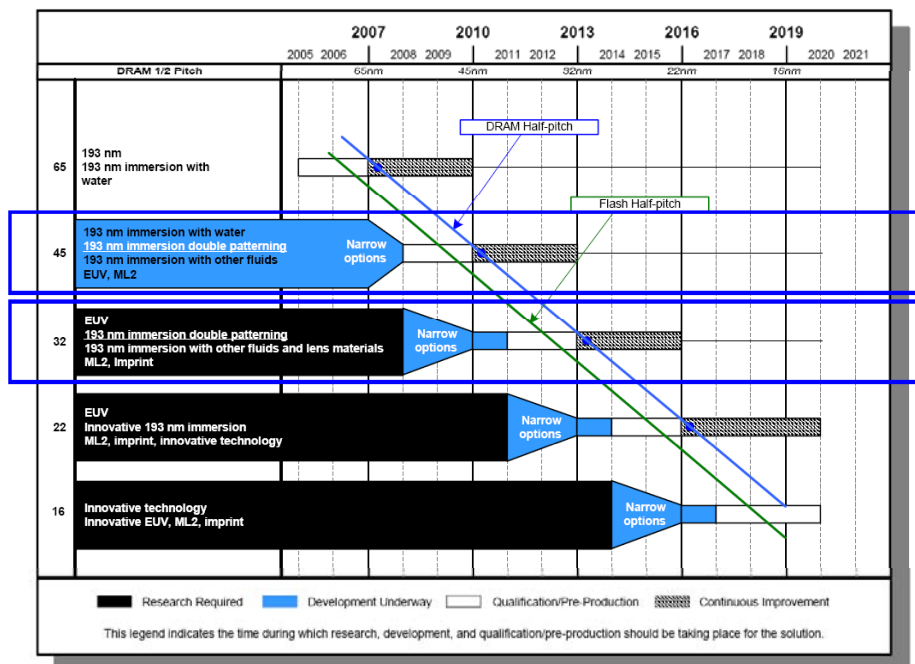 2007 2010 2013 2016 2019
2005 2006 2008 2009 2011 2012 2014 2015 2017 2018 2020 2021
DRAM 1/2 Pitch 65nm 45nm 32nm 22nm 16nm
DRAM Half-pitch
65
193 nm
193 nm immersion with
water
Flash Half-pitch
45
193 nm immersion with water
193 nm immersion double patterning
193 nm immersion with other fluids
EUV, ML2
Narrow
options
32
EUV
193 nm immersion double patterning
193 nm immersion with other fluids and lens materials
ML2, Imprint
Narrow
options
22
EUV
Innovative 193 nm immersion
ML2, imprint, innovative technology
Narrow
options
16
Innovative technology
Innovative EUV, ML2, imprint
Narrow
options
Research Required Development Underway Qualification/Pre-Production Continuous Improvement
This legend indicates the time during which research, development, and qualification/pre-production should be taking place for the solution.